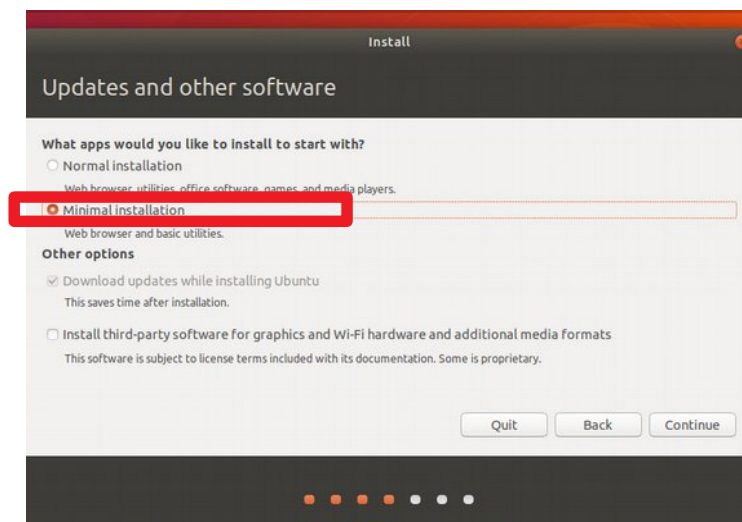 Install
Updates and other software
What apps would you like to install to start with?
Normal installation
Web browser, utilities, office software, games, and media players.
Minimal installation
Web browser and basic utilities.
Other options
Download updates while installing Ubuntu
This saves time after installation.
Install third-party software for graphics and Wi-Fi hardware and additional media formats
This software is subject to license terms included with its documentation. Some is proprietary.
Quit Back Continue